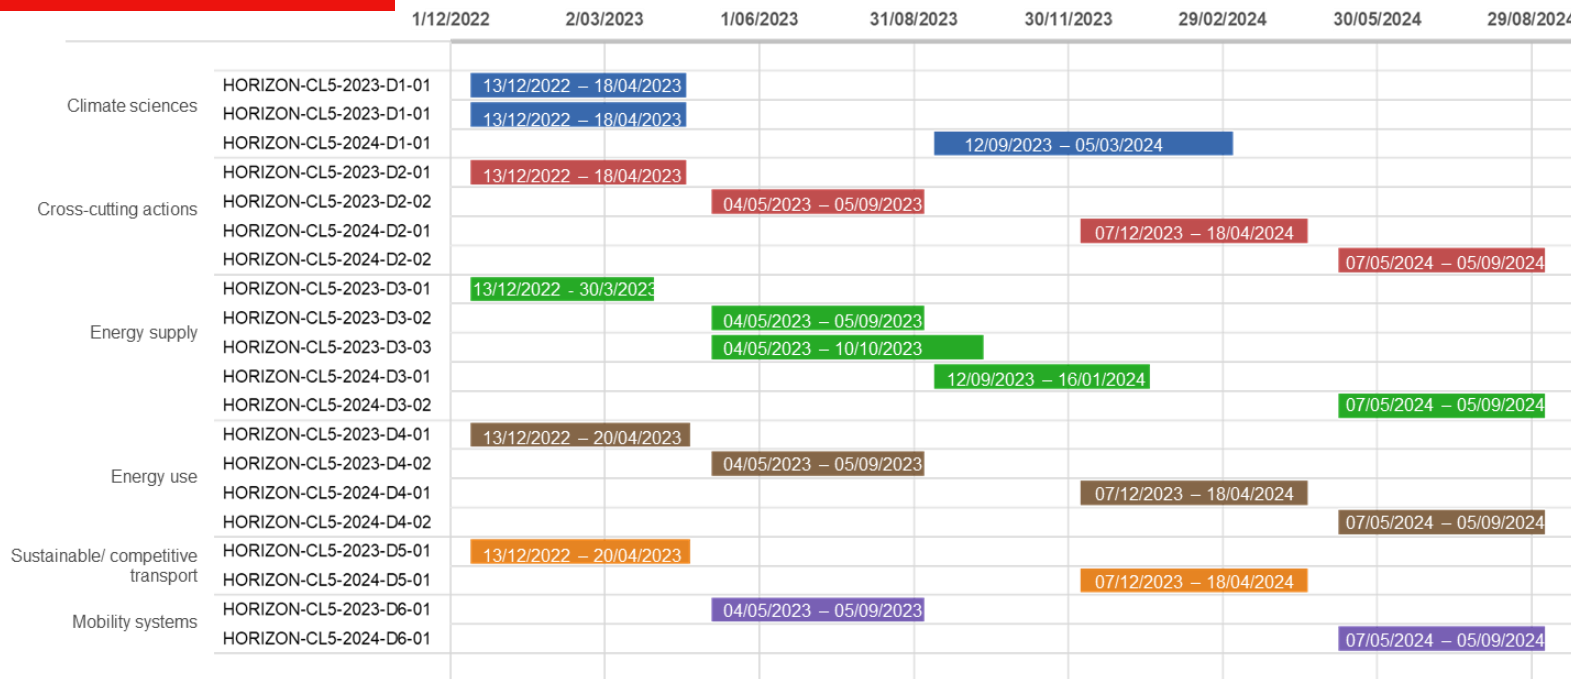 1/12/2022 2/03/2023 1/06/2023 31/08/2023 30/11/2023 29/02/2024 30/05/2024 29/08/2024
Climate sciences
HORIZON-CL5-2023-D1-01 13/12/2022 – 18/04/2023
HORIZON-CL5-2023-D1-01 13/12/2022 – 18/04/2023
HORIZON-CL5-2024-D1-01 12/09/2023 – 05/03/2024
Cross-cutting actions
HORIZON-CL5-2023-D2-01 13/12/2022 – 18/04/2023
HORIZON-CL5-2023-D2-02 04/05/2023 – 05/09/2023
HORIZON-CL5-2024-D2-01 07/12/2023 – 18/04/2024
HORIZON-CL5-2024-D2-02 07/05/2024 – 05/09/2024
Energy supply
HORIZON-CL5-2023-D3-01 13/12/2022 - 30/3/2023
HORIZON-CL5-2023-D3-02 04/05/2023 – 05/09/2023
HORIZON-CL5-2023-D3-03 04/05/2023 – 10/10/2023
HORIZON-CL5-2024-D3-01 12/09/2023 – 16/01/2024
HORIZON-CL5-2024-D3-02 07/05/2024 – 05/09/2024
Energy use
HORIZON-CL5-2023-D4-01 13/12/2022 – 20/04/2023
HORIZON-CL5-2023-D4-02 04/05/2023 – 05/09/2023
HORIZON-CL5-2024-D4-01 07/12/2023 – 18/04/2024
HORIZON-CL5-2024-D4-02 07/05/2024 – 05/09/2024
Sustainable/ competitive
transport
HORIZON-CL5-2023-D5-01 13/12/2022 – 20/04/2023
HORIZON-CL5-2024-D5-01 07/12/2023 – 18/04/2024
Mobility systems
HORIZON-CL5-2023-D6-01 04/05/2023 – 05/09/2023
HORIZON-CL5-2024-D6-01 07/05/2024 – 05/09/2024